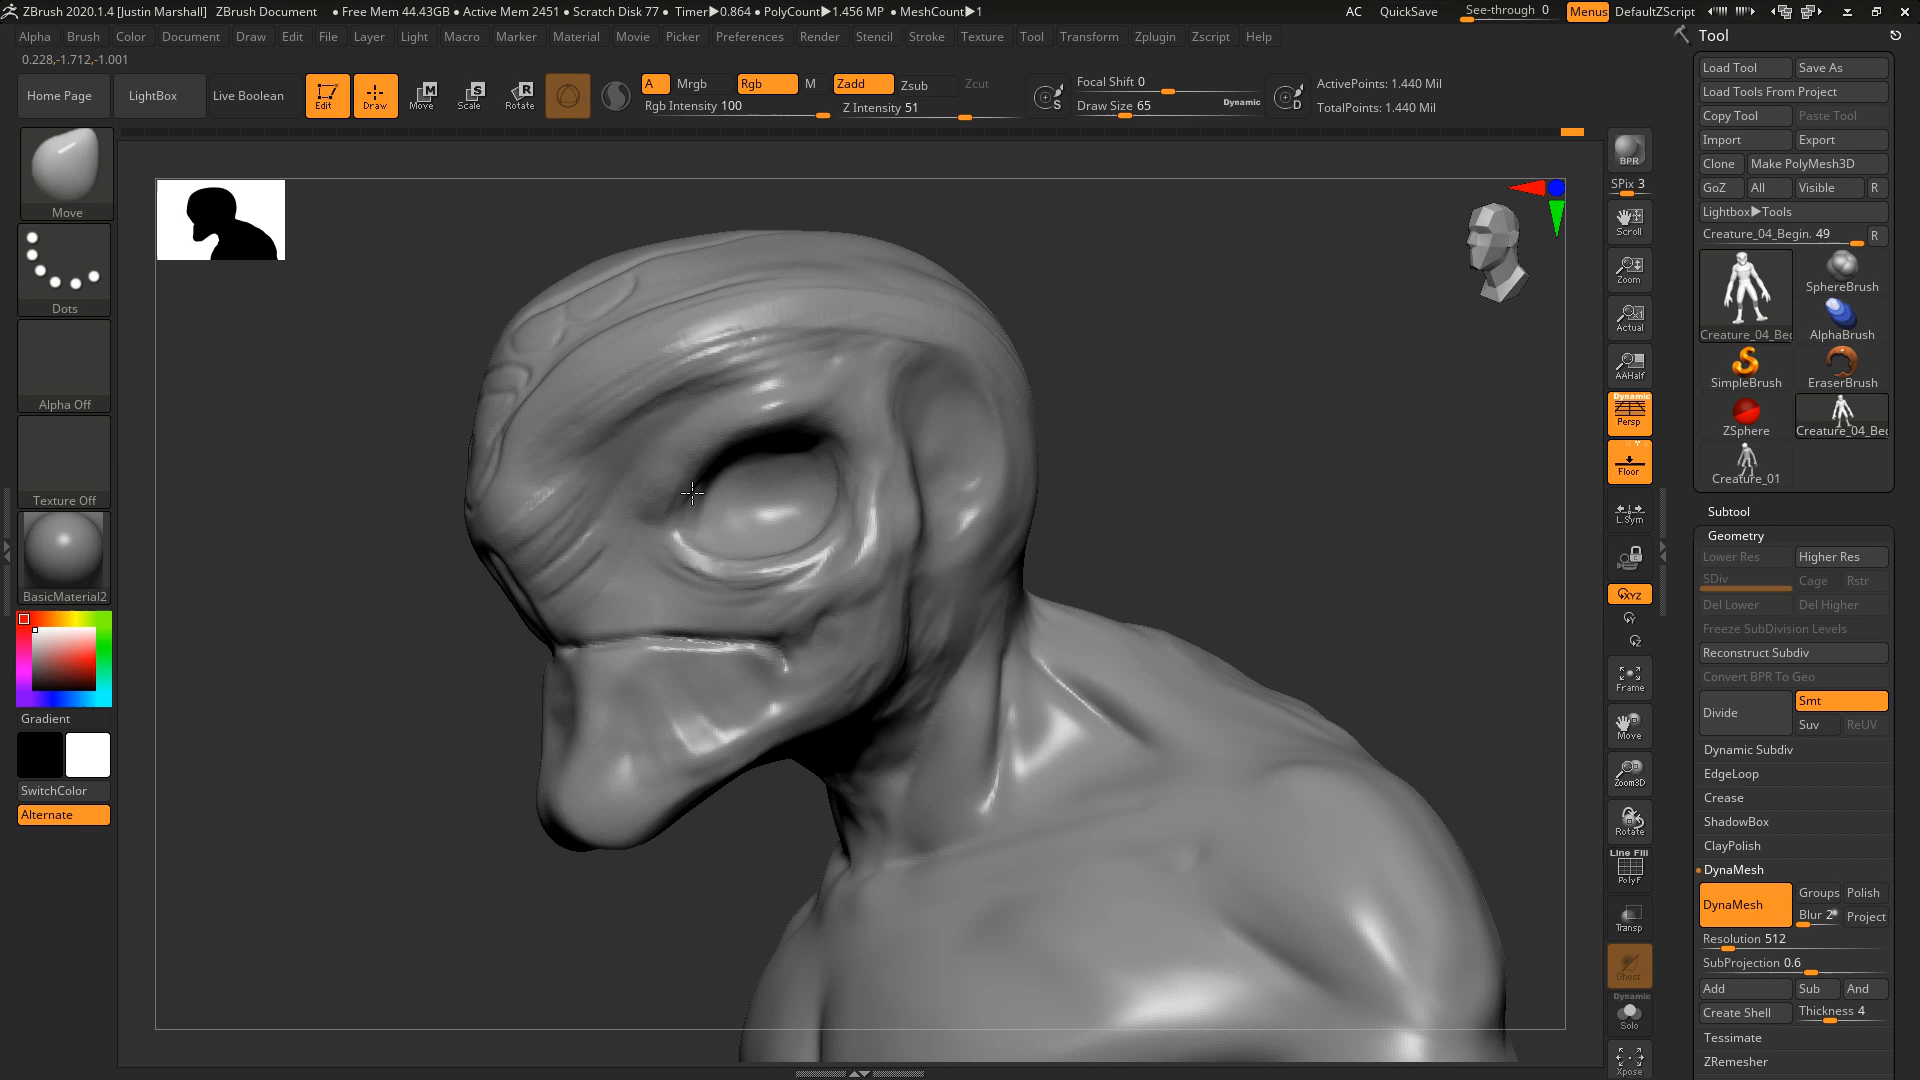 ZBrush 2020.1.4 [Justin Marshall] ZBrush Document ● Free Mem 44.43GB ● Active Mem 2451 ● Scratch Disk 77 ● Timer▶0.864 ● PolyCount▶1.456 MP ● MeshCount▶1 AC QuickSave See-through 0 Menus DefaultZScript
Alpha Brush Color Document Draw Edit File Layer Light Macro Marker Material Movie Picker Preferences Render Stencil Stroke Texture Tool Transform Zplugin Zscript Help
0.228,-1.712,-1.001
Home Page LightBox Live Boolean Edit Draw Move Scale Rotate
A Mrgb Rgb M Zadd Zsub Zcut
Rgb Intensity 100 Z Intensity 51
S Focal Shift 0
Draw Size 65 Dynamic D
ActivePoints: 1.440 Mil
TotalPoints: 1.440 Mil
Move
Dots
Alpha Off
Texture Off
BasicMaterial2
Gradient
SwitchColor
Alternate
BPR
SPix 3
Scroll
Zoom
Actual
AAHalf
Dynamic
Persp
Floor
L.Sym
XYZ
Y
Z
Frame
Move
Zoom3D
Rotate
Line Fill
PolyF
Transp
Ghost
Dynamic
Solo
Xpose
Tool
Load Tool Save As
Load Tools From Project
Copy Tool Paste Tool
Import Export
Clone Make PolyMesh3D
GoZ All Visible R
Lightbox▶Tools
Creature_04_Begin. 49 R
Creature_04_Bec SphereBrush
AlphaBrush
SimpleBrush EraserBrush
ZSphere Creature_04_Bec
Creature_01
Subtool
Geometry
Lower Res Higher Res
SDiv Cage Rstr
Del Lower Del Higher
Freeze SubDivision Levels
Reconstruct Subdiv
Convert BPR To Geo
Divide Smt
Suv ReUV
Dynamic Subdiv
EdgeLoop
Crease
ShadowBox
ClayPolish
DynaMesh
DynaMesh Groups Polish
Blur 2 Project
Resolution 512
SubProjection 0.6
Add Sub And
Create Shell Thickness 4
Tessimate
ZRemesher